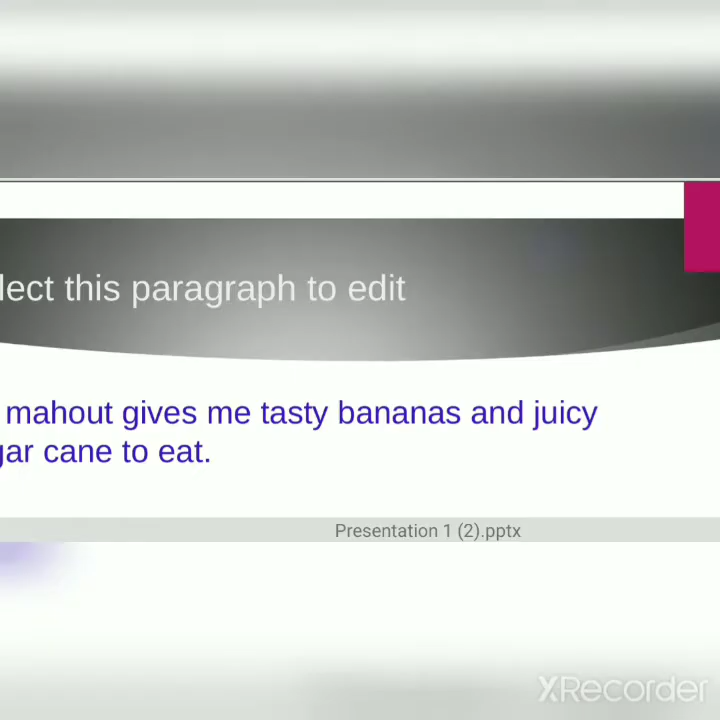 lect this paragraph to edit
mahout gives me tasty bananas and juicy
gar cane to eat.
Presentation 1 (2).pptx
XRecorder